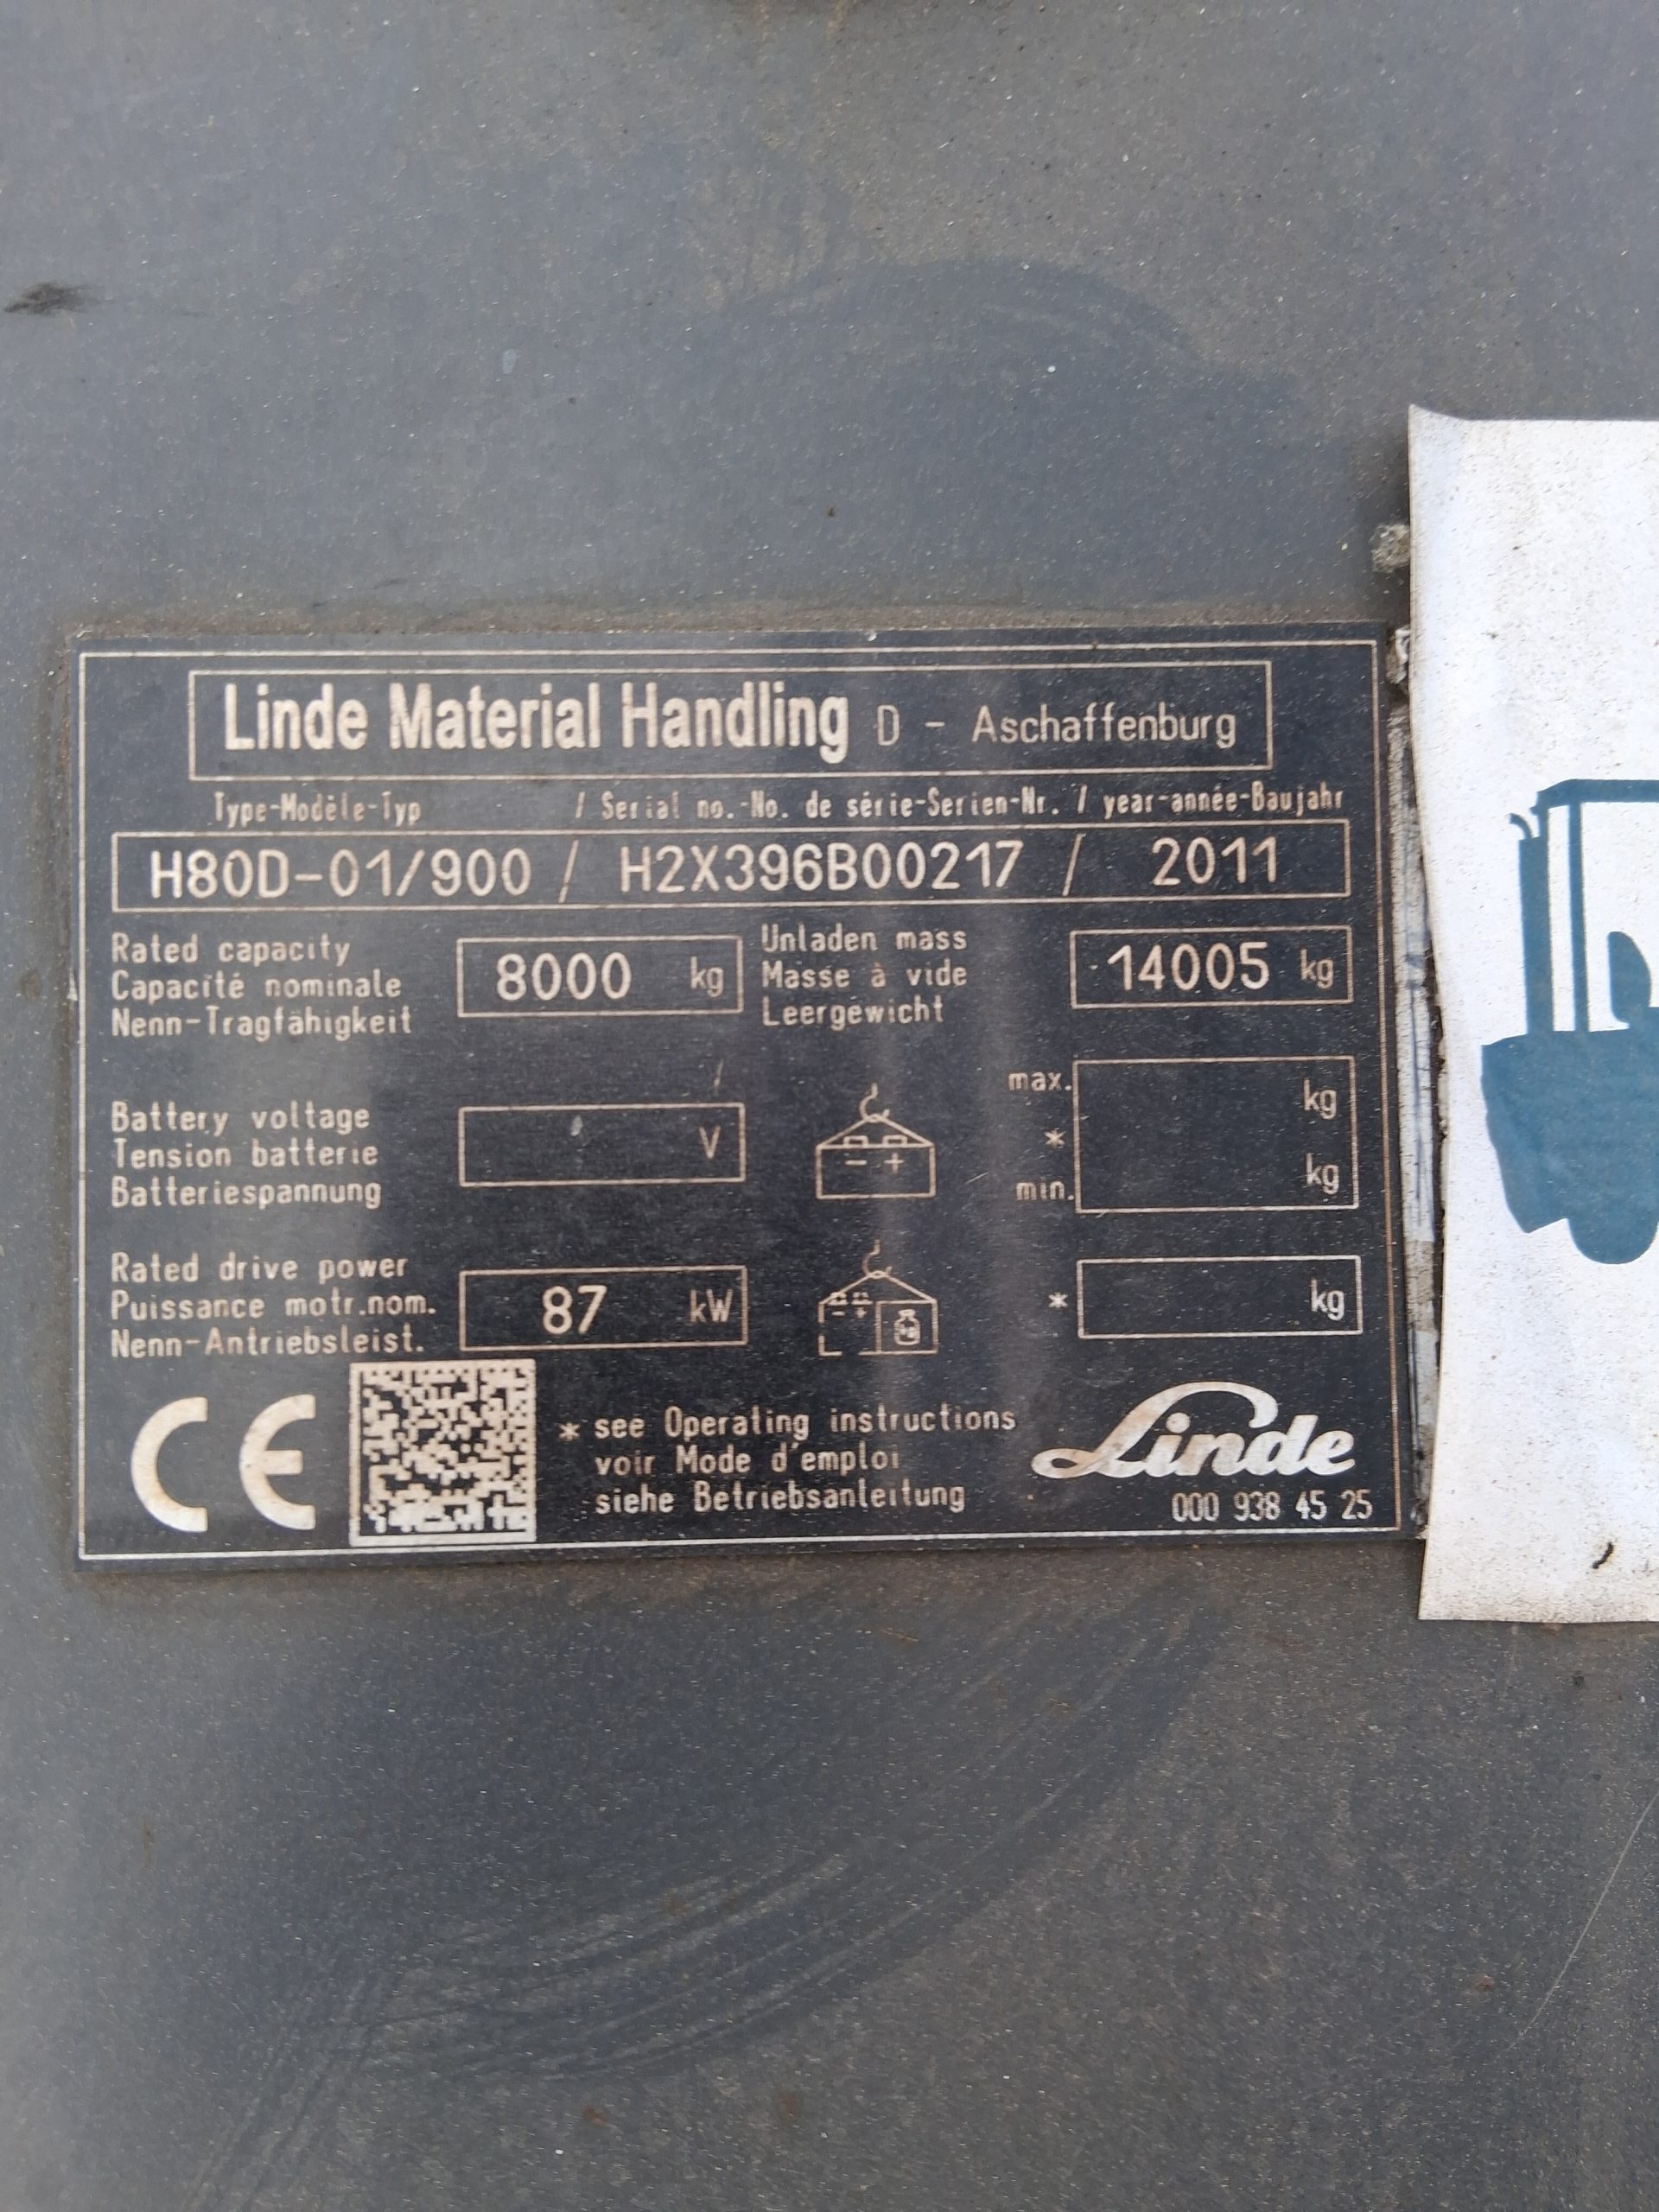 Linde Material Handling D - Aschaffenburg
Type-Modèle-Typ / Serial no.-No. de série-Serien-Nr. / year-année-Baujahr
H80D-01/900 / H2X396B00217 / 2011
Rated capacity
Capacité nominale
Nenn-Tragfähigkeit
8000 kg
Unladen mass
Masse à vide
Leergewicht
14005 kg
Battery voltage
Tension batterie
Batteriespannung
V
max. kg
*
min. kg
Rated drive power
Puissance motr.nom.
Nenn-Antriebsleist.
87 kW
- +
- +
kg
* kg
CE
* see Operating instructions
voir Mode d'emploi
siehe Betriebsanleitung
Linde
000 938 45 25